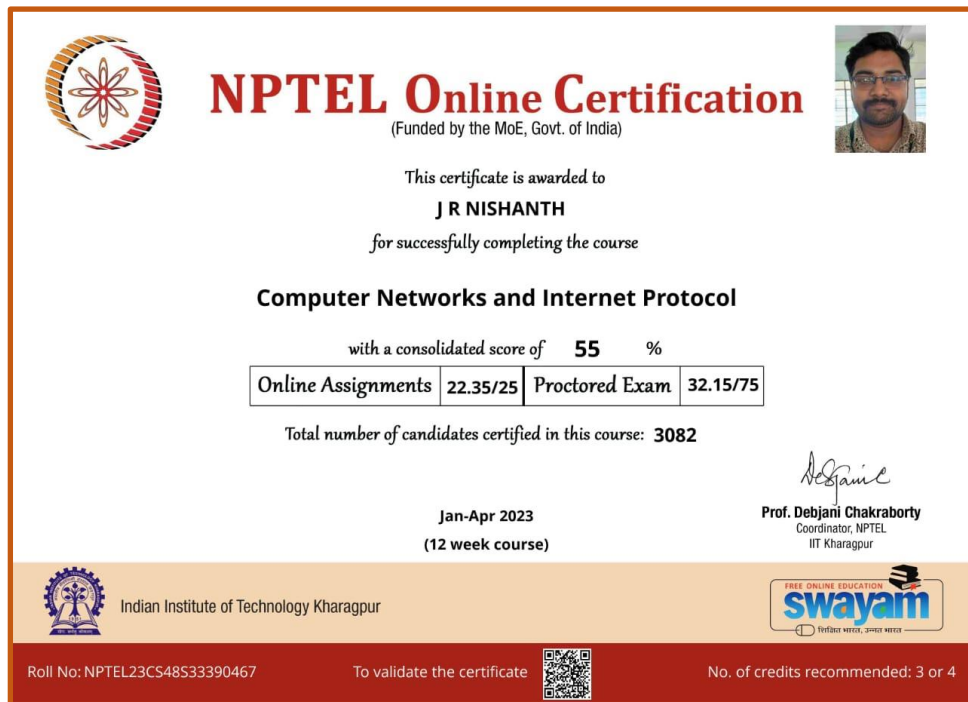 NPTEL Online Certification
(Funded by the MoE, Govt. of India)
This certificate is awarded to
J R NISHANTH
for successfully completing the course
Computer Networks and Internet Protocol
with a consolidated score of 55 %
Online Assignments 22.35/25 Proctored Exam 32.15/75
Total number of candidates certified in this course: 3082
Prof. Debjani Chakraborty
Coordinator, NPTEL
IIT Kharagpur
Jan-Apr 2023
(12 week course)
Indian Institute of Technology Kharagpur
FREE ONLINE EDUCATION
swayam
शिक्षित भारत, उन्नत भारत
Roll No: NPTEL23CS48S33390467 To validate the certificate No. of credits recommended: 3 or 4